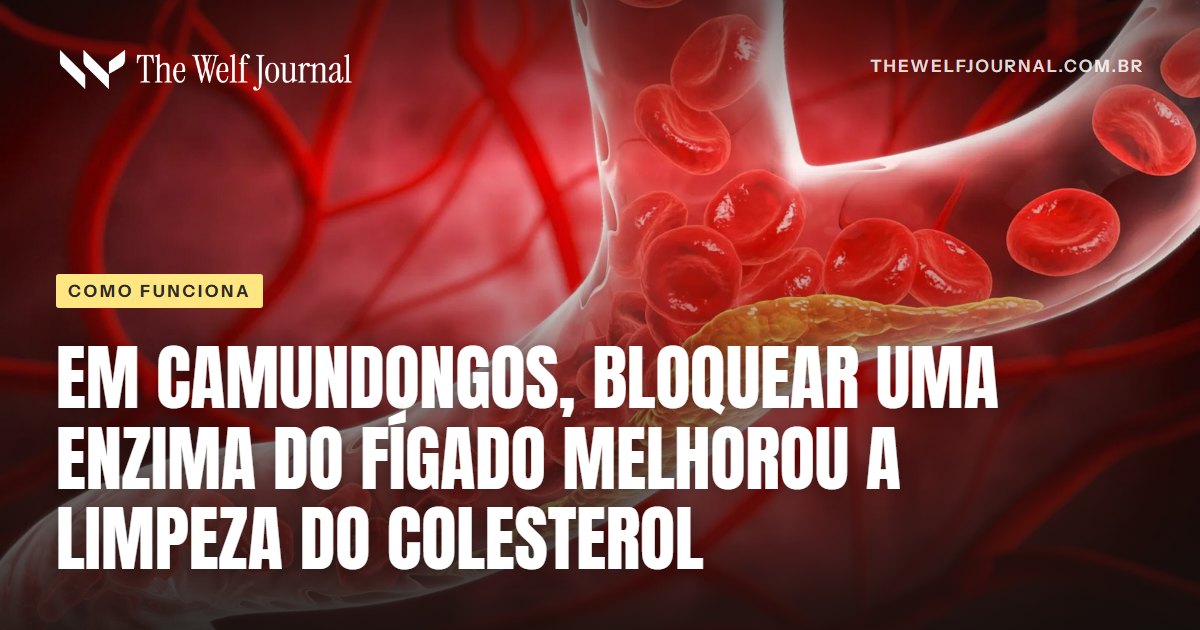 The Welf Journal
THEWELFJOURNAL.COM.BR
COMO FUNCIONA
EM CAMUNDONGOS, BLOQUEAR UMA
ENZIMA DO FÍGADO MELHOROU A
LIMPEZA DO COLESTEROL